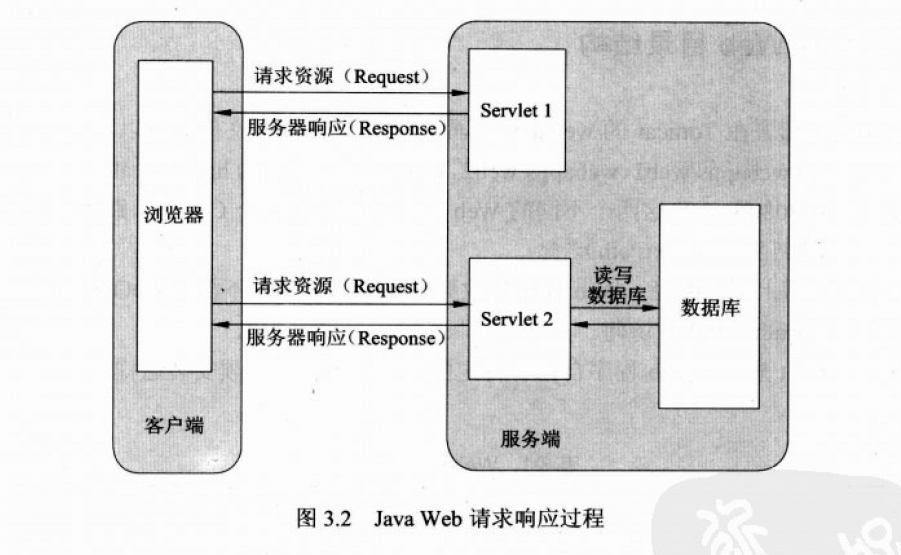 请求资源（Request）
Servlet 1
服务器响应（Response）
浏览器
请求资源（Request）
读写
数据库
Servlet 2
数据库
服务器响应（Response）
客户端
服务端
图 3.2 Java Web 请求响应过程